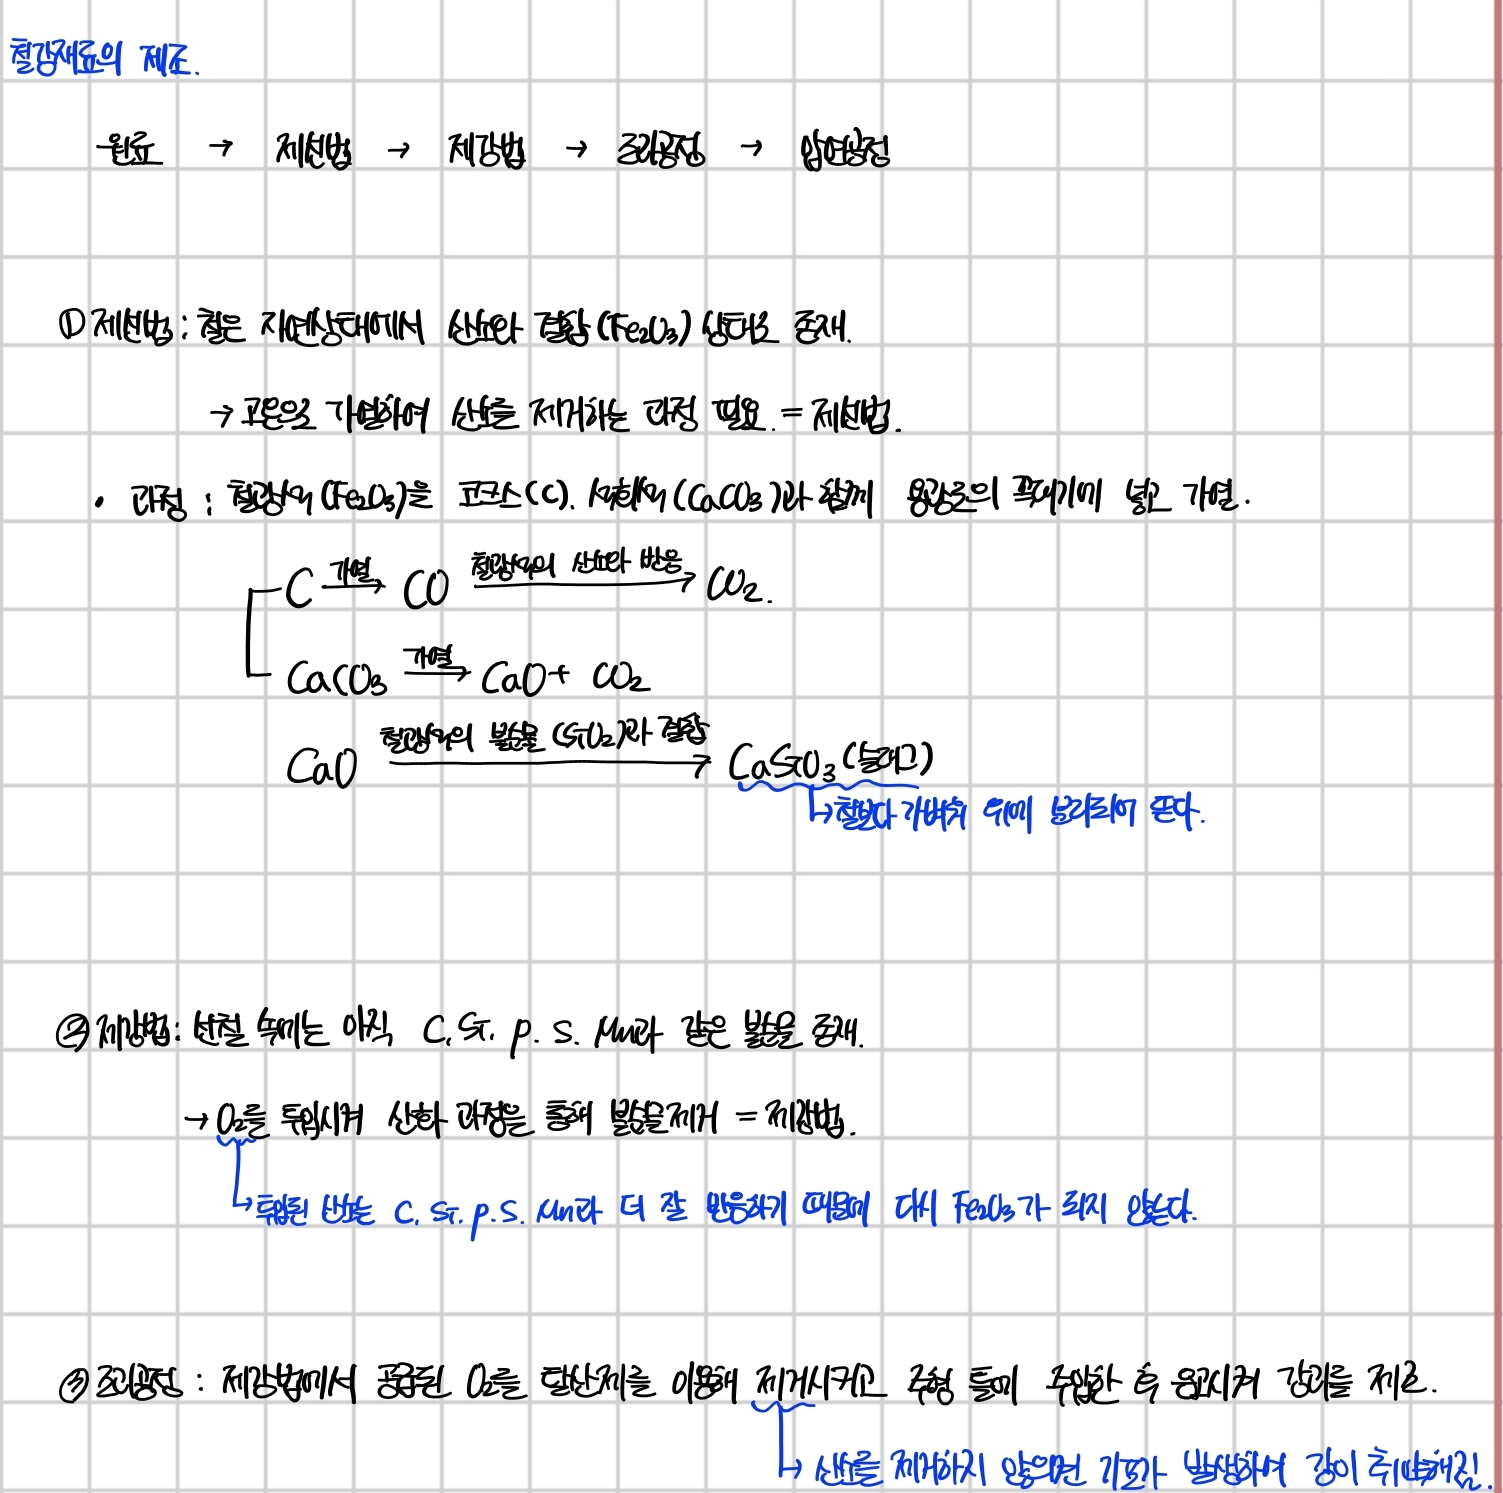 철강재료의 제조.
원료 → 제선법 → 제강법 → 조괴공정 → 압연공정
① 제선법 : 철은 자연상태에서 산소와 결합(Fe₂O₃) 상태로 존재.
→ 고온으로 가열하여 산소를 제거하는 과정 필요. = 제선법.
• 과정 : 철광석(Fe₂O₃)을 코크스(C). 석회석(CaCO₃)과 함께 용광로의 꼭대기에 넣고 가열.
C 가열→ CO 철광석의 산소와 반응→ CO₂.
CaCO₃ 가열→ CaO + CO₂
CaO 철광석의 불순물(SiO₂)과 결합→ CaSiO₃(슬래그)
↳ 철보다 가벼워 위에 분리되어 뜬다.
② 제강법 : 선철 속에는 아직 C. Si. P. S. Mn과 같은 불순물 존재.
→ O₂를 투입시켜 산화 과정을 통해 불순물제거 = 제강법.
↳ 투입된 산소는 C. Si. P. S. Mn과 더 잘 반응하기 때문에 다시 Fe₂O₃가 되지 않는다.
③ 조괴공정 : 제강법에서 공급된 O₂를 탈산제를 이용해 제거시키고 주형 틀에 주입한 후 응고시켜 강괴를 제조.
↳ 산소를 제거하지 않으면 기포가 발생하여 강이 취약해짐.